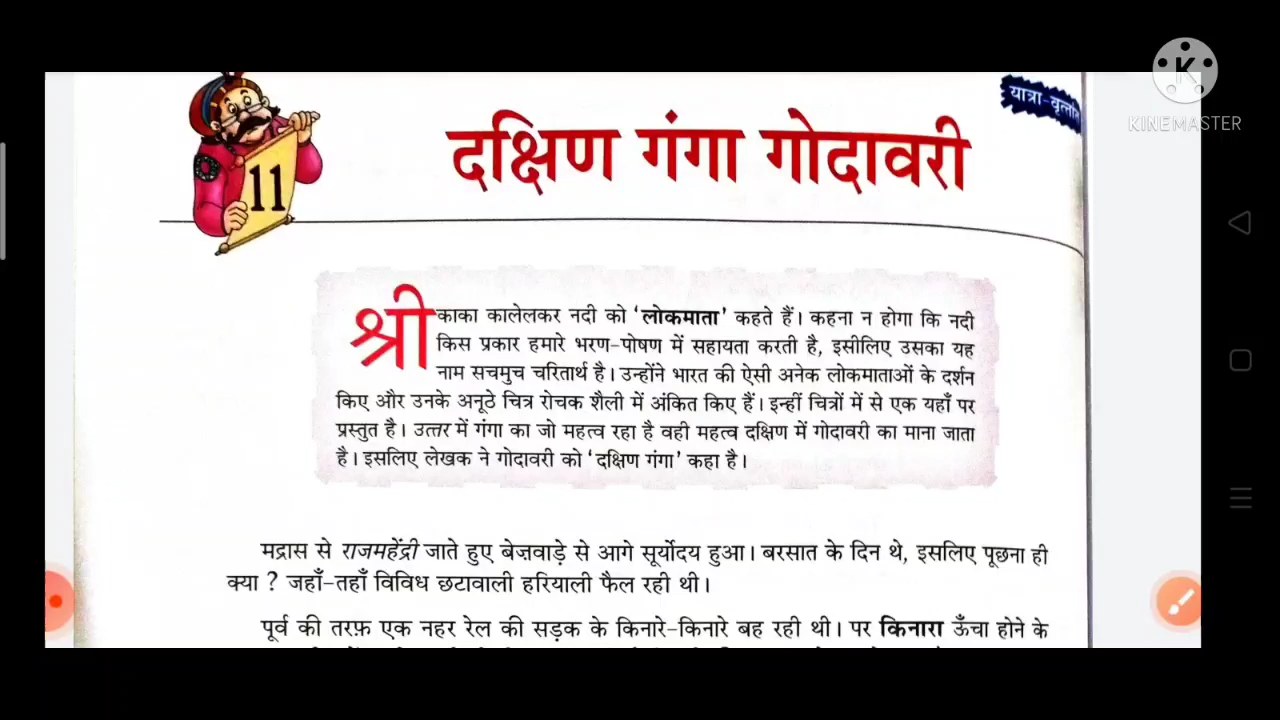 यात्रा-वृत्तांत
KINEMASTER
दक्षिण गंगा गोदावरी
11
श्री काका कालेलकर नदी को ‘लोकमाता’ कहते हैं। कहना न होगा कि नदी
किस प्रकार हमारे भरण-पोषण में सहायता करती है, इसीलिए उसका यह
नाम सचमुच चरितार्थ है। उन्होंने भारत की ऐसी अनेक लोकमाताओं के दर्शन
किए और उनके अनूठे चित्र रोचक शैली में अंकित किए हैं। इन्हीं चित्रों में से एक यहाँ पर
प्रस्तुत है। उत्तर में गंगा का जो महत्व रहा है वही महत्व दक्षिण में गोदावरी का माना जाता
है। इसलिए लेखक ने गोदावरी को ‘दक्षिण गंगा’ कहा है।
मद्रास से राजमहेंद्री जाते हुए बेज़वाड़े से आगे सूर्योदय हुआ। बरसात के दिन थे, इसलिए पूछना ही
क्या ? जहाँ-तहाँ विविध छटावाली हरियाली फैल रही थी।
पूर्व की तरफ़ एक नहर रेल की सड़क के किनारे-किनारे बह रही थी। पर किनारा ऊँचा होने के